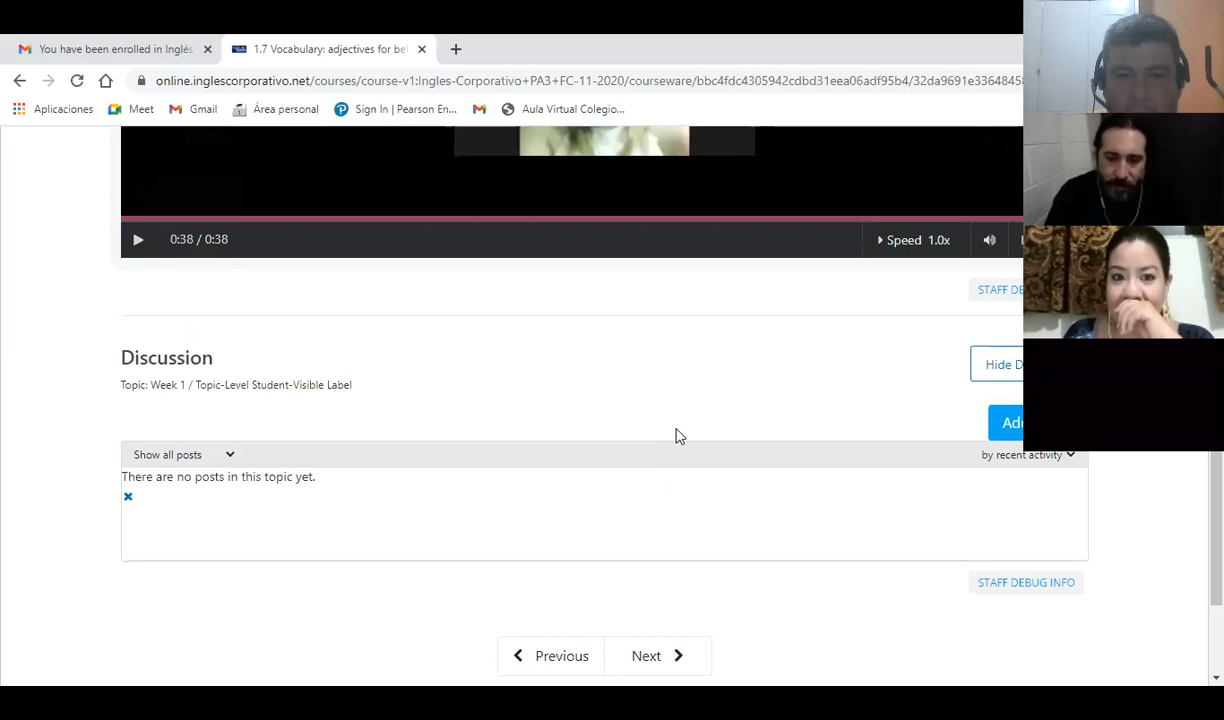 You have been enrolled in Inglés
1.7 Vocabulary: adjectives for bel
online.inglescorporativo.net/courses/course-v1:Ingles-Corporativo+PA3+FC-11-2020/courseware/bbc4fdc4305942cdbd31eea06adf95b4/32da9691e3364845
Aplicaciones Meet Gmail Área personal Sign In | Pearson En... Aula Virtual Colegio...
0:38 / 0:38 Speed 1.0x
STAFF DE
Discussion
Hide D
Topic: Week 1 / Topic-Level Student-Visible Label
Add
Show all posts by recent activity
There are no posts in this topic yet.
STAFF DEBUG INFO
Previous Next